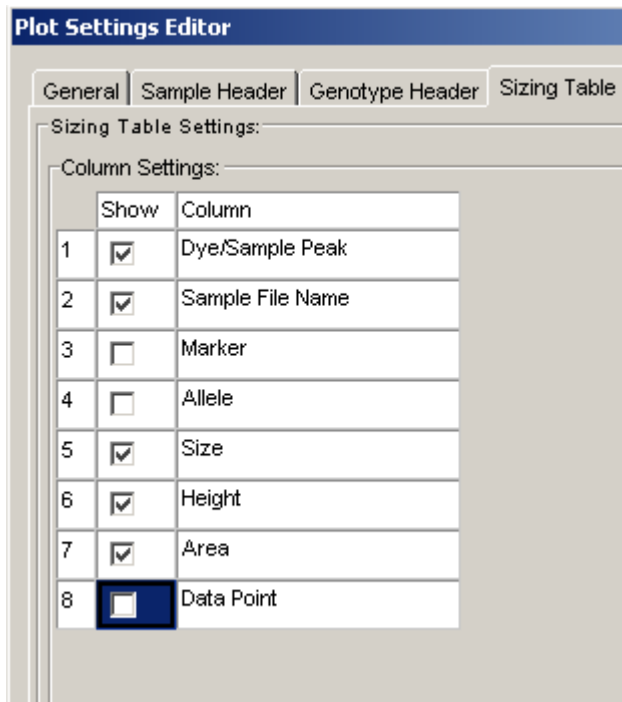 Plot Settings Editor
General Sample Header Genotype Header Sizing Table
Sizing Table Settings:
Column Settings:
Show Column
1 Dye/Sample Peak
2 Sample File Name
3 Marker
4 Allele
5 Size
6 Height
7 Area
8 Data Point